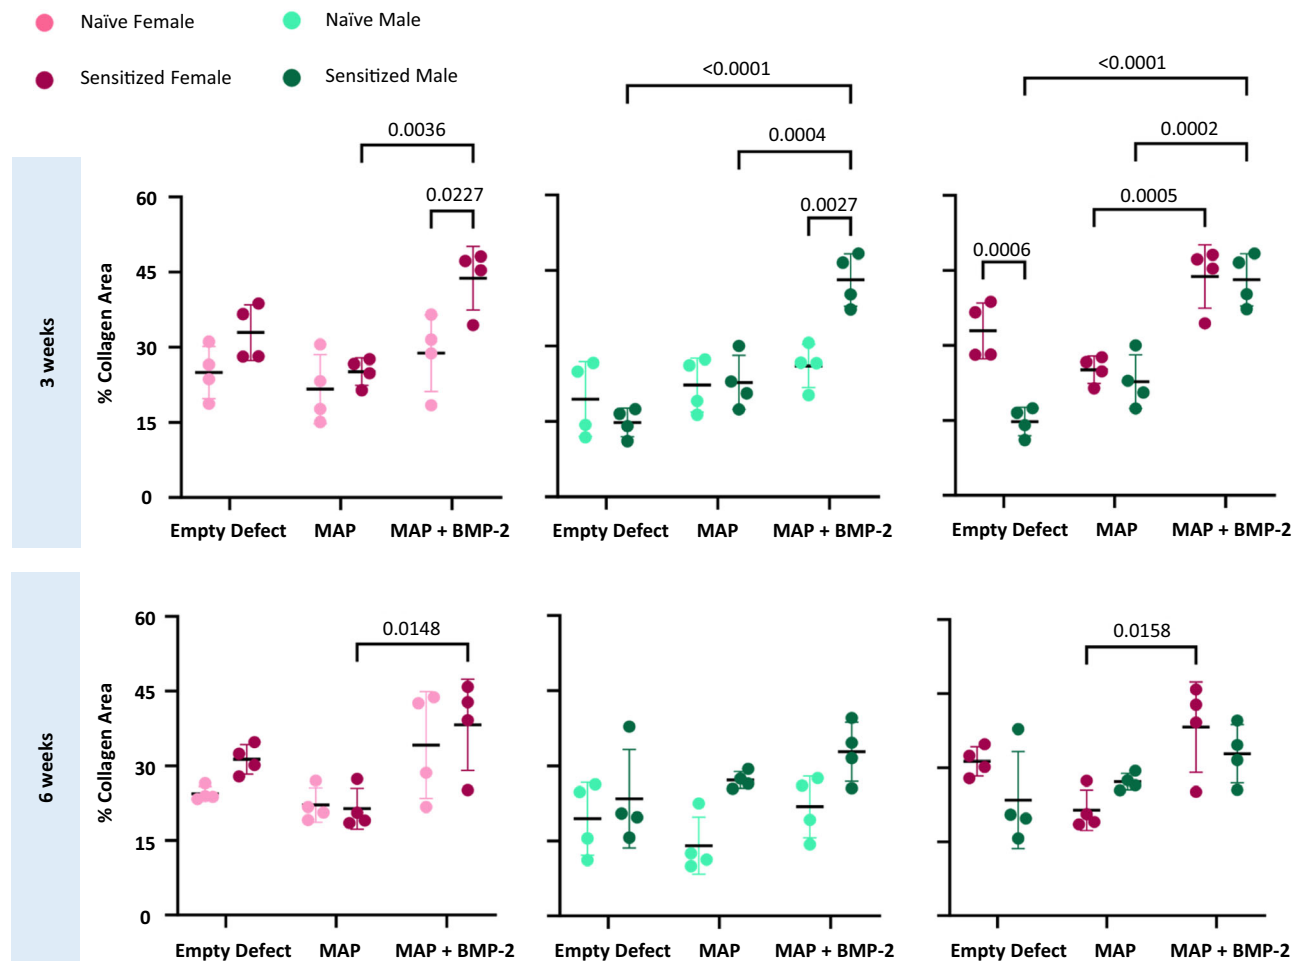 Naïve Female
Naïve Male
Sensitized Female
Sensitized Male
3 weeks
% Collagen Area
60
45
30
15
0
0.0036
0.0227
Empty Defect MAP MAP + BMP-2
<0.0001
0.0004
0.0027
Empty Defect MAP MAP + BMP-2
<0.0001
0.0002
0.0005
0.0006
Empty Defect MAP MAP + BMP-2
6 weeks
% Collagen Area
60
45
30
15
0
0.0148
Empty Defect MAP MAP + BMP-2
Empty Defect MAP MAP + BMP-2
0.0158
Empty Defect MAP MAP + BMP-2